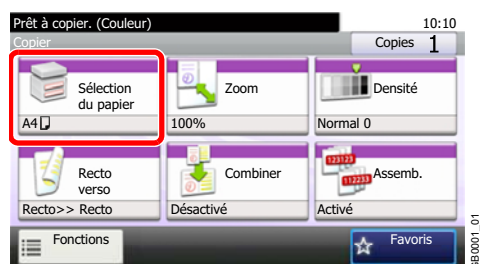 Prêt à copier. (Couleur) 10:10
Copier Copies 1
Sélection du papier
A4
Zoom
100%
Densité
Normal 0
Recto verso
Recto>> Recto
123123
Combiner
Désactivé
112233
Assemb.
Activé
Fonctions
Favoris
GB0001_01